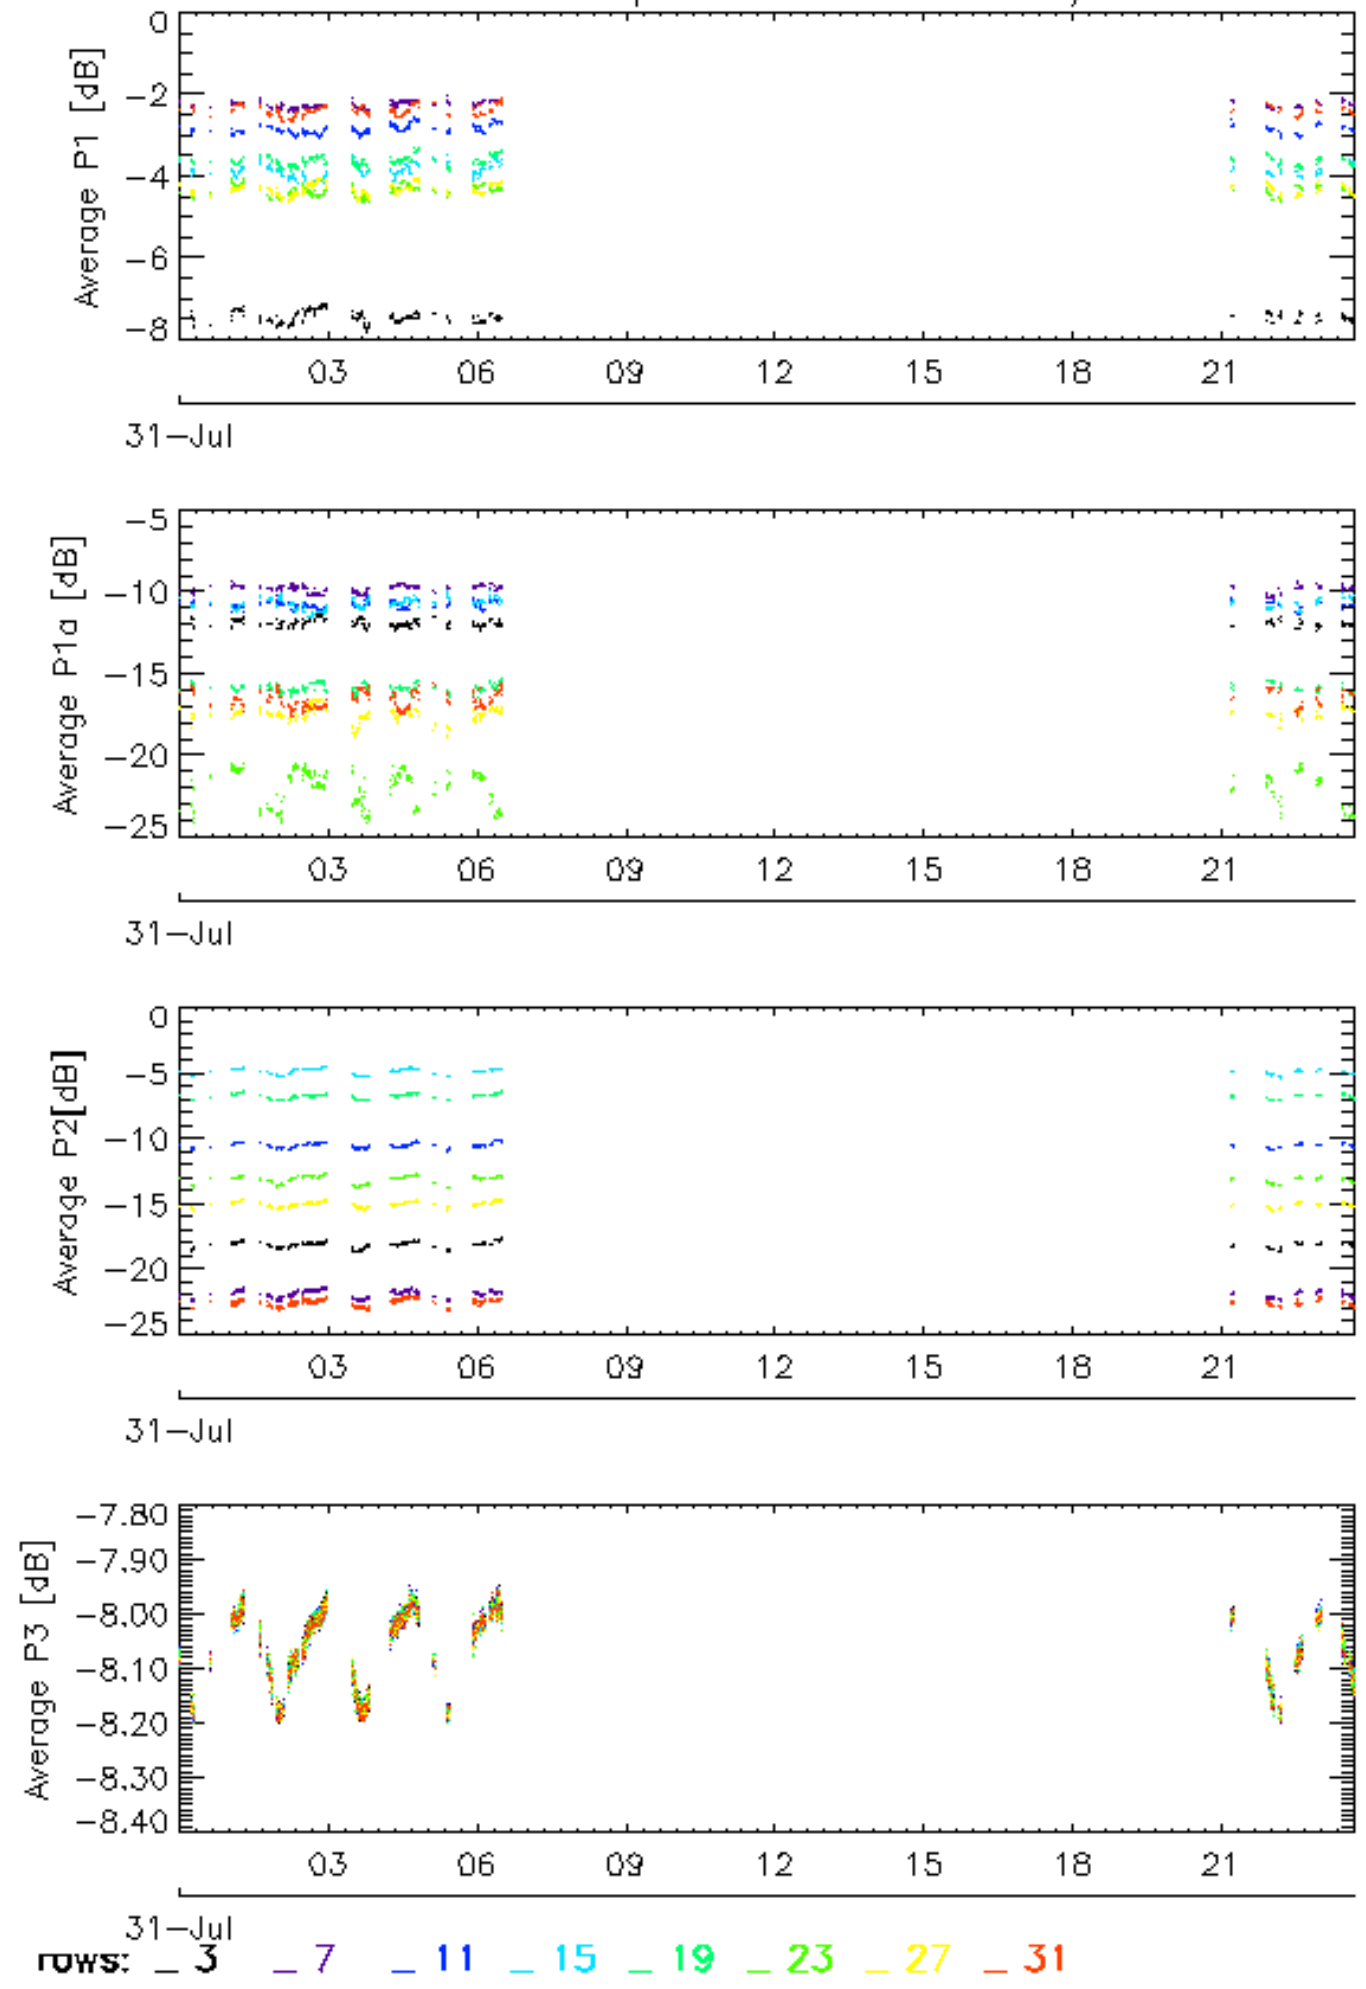 0
−2
−4
−6
−8
Average P1 [dB]
03 06 09 12 15 18 21
31−Jul
−5
−10
−15
−20
−25
Average P1a [dB]
03 06 09 12 15 18 21
31−Jul
0
−5
−10
−15
−20
−25
Average P2[dB]
03 06 09 12 15 18 21
31−Jul
−7.80
−7.90
−8.00
−8.10
−8.20
−8.30
−8.40
Average P3 [dB]
03 06 09 12 15 18 21
31−Jul
rows: _ 3 _ 7 _ 11 _ 15 _ 19 _ 23 _ 27 _ 31